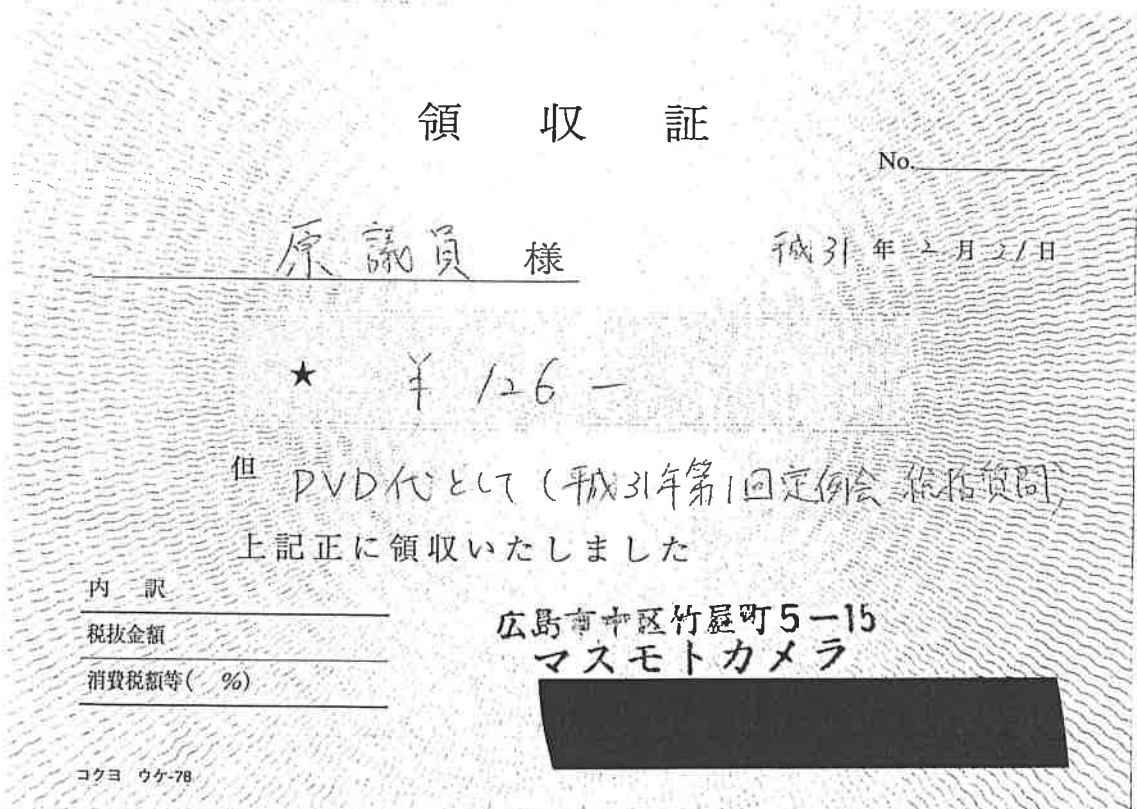 領 収 証
No.
原 議員 様
平成31年2月21日
★ ¥126-
但 DVD代として(平成31年第1回定例会 総括質問)
上記正に領収いたしました
内 訳
税抜金額
消費税額等( %)
広島市中区竹屋町5-15
マスモトカメラ
コクヨ ウケ-78